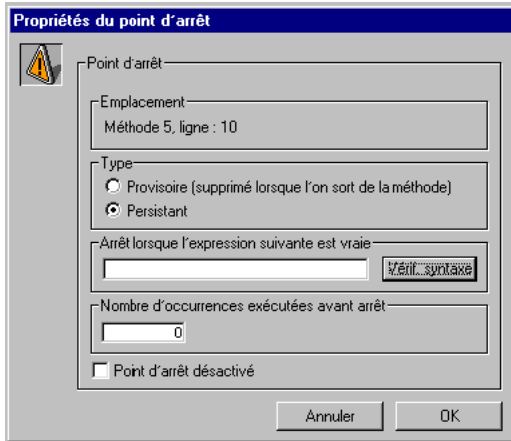 Propriétés du point d'arrêt
Point d'arrêt
Emplacement
Méthode 5, ligne : 10
Type
Provisoire (supprimé lorsque l'on sort de la méthode)
Persistant
Arrêt lorsque l'expression suivante est vraie
Vérif. syntaxe
Nombre d'occurrences exécutées avant arrêt
0
Point d'arrêt désactivé
Annuler
OK